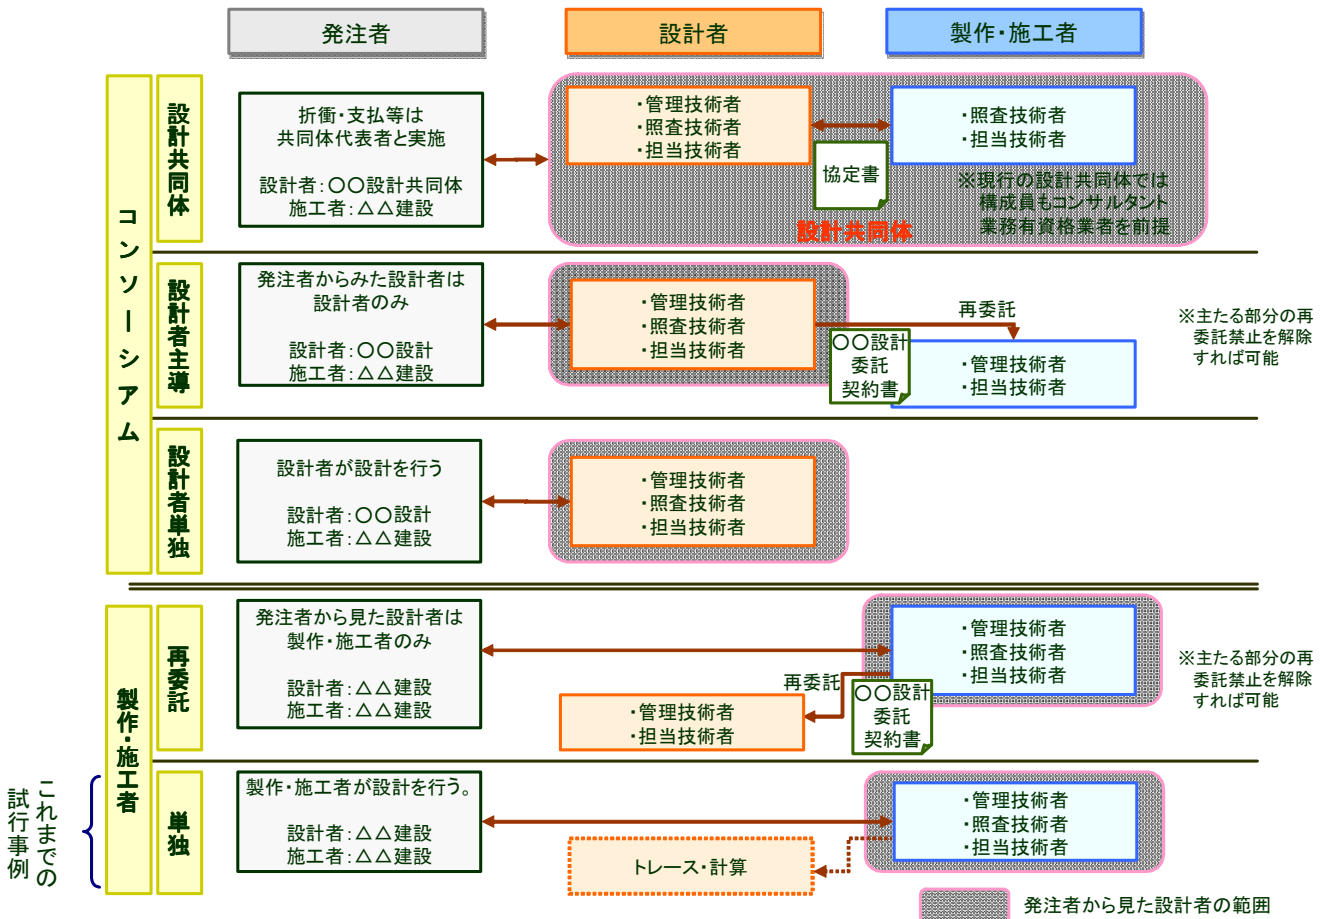 発注者
設計者
製作・施工者
コンソーシアム
設計共同体
折衝・支払等は
共同体代表者と実施
設計者：〇〇設計共同体
施工者：△△建設
・管理技術者
・照査技術者
・担当技術者
協定書
・照査技術者
・担当技術者
※現行の設計共同体では
構成員もコンサルタント
業務有資格業者を前提
設計共同体
設計者主導
発注者からみた設計者は
設計者のみ
設計者：〇〇設計
施工者：△△建設
・管理技術者
・照査技術者
・担当技術者
再委託
〇〇設計
委託
契約書
・管理技術者
・担当技術者
※主たる部分の再
委託禁止を解除
すれば可能
設計者単独
設計者が設計を行う
設計者：〇〇設計
施工者：△△建設
・管理技術者
・照査技術者
・担当技術者
製作・施工者
再委託
発注者から見た設計者は
製作・施工者のみ
設計者：△△建設
施工者：△△建設
・管理技術者
・照査技術者
・担当技術者
再委託
〇〇設計
委託
契約書
・管理技術者
・担当技術者
※主たる部分の再
委託禁止を解除
すれば可能
これまでの
試行事例
単独
製作・施工者が設計を行う。
設計者：△△建設
施工者：△△建設
・管理技術者
・照査技術者
・担当技術者
トレース・計算
発注者から見た設計者の範囲